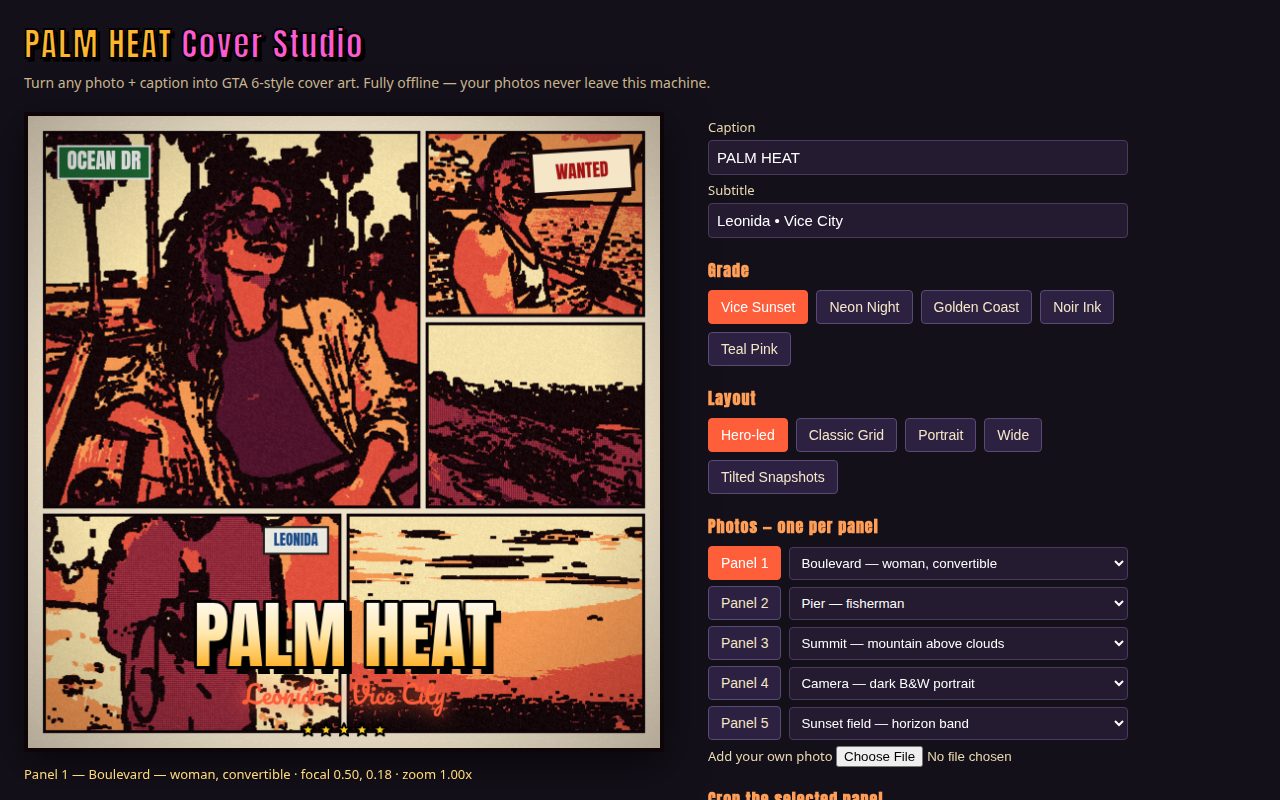 PALM HEAT Cover Studio
Turn any photo + caption into GTA 6-style cover art. Fully offline — your photos never leave this machine.
OCEAN DR
WANTED
LEONIDA
PALM HEAT
Leonida • Vice City
Panel 1 — Boulevard — woman, convertible · focal 0.50, 0.18 · zoom 1.00x
Caption
PALM HEAT
Subtitle
Leonida • Vice City
Grade
Vice Sunset Neon Night Golden Coast Noir Ink
Teal Pink
Layout
Hero-led Classic Grid Portrait Wide
Tilted Snapshots
Photos – one per panel
Panel 1 Boulevard — woman, convertible
Panel 2 Pier — fisherman
Panel 3 Summit — mountain above clouds
Panel 4 Camera — dark B&W portrait
Panel 5 Sunset field — horizon band
Add your own photo Choose File No file chosen
Crop the selected panel